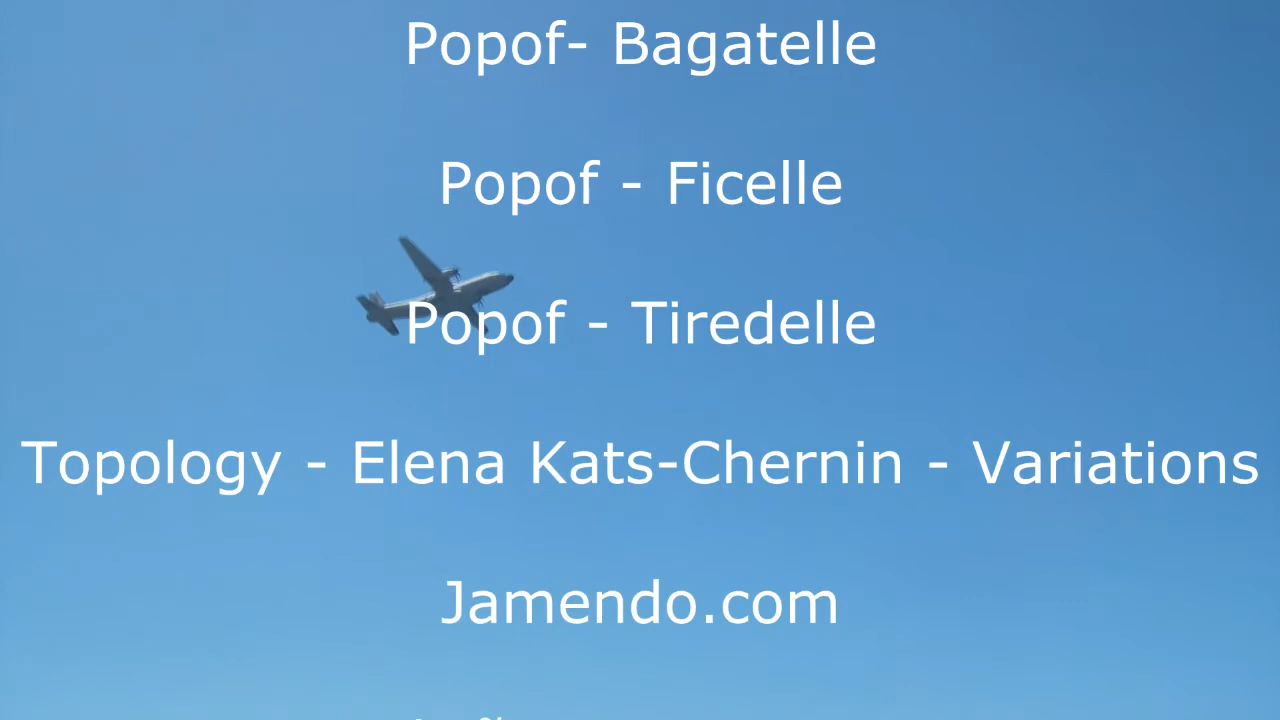 Popof- Bagatelle
Popof - Ficelle
Popof - Tiredelle
Topology - Elena Kats-Chernin - Variations
Jamendo.com